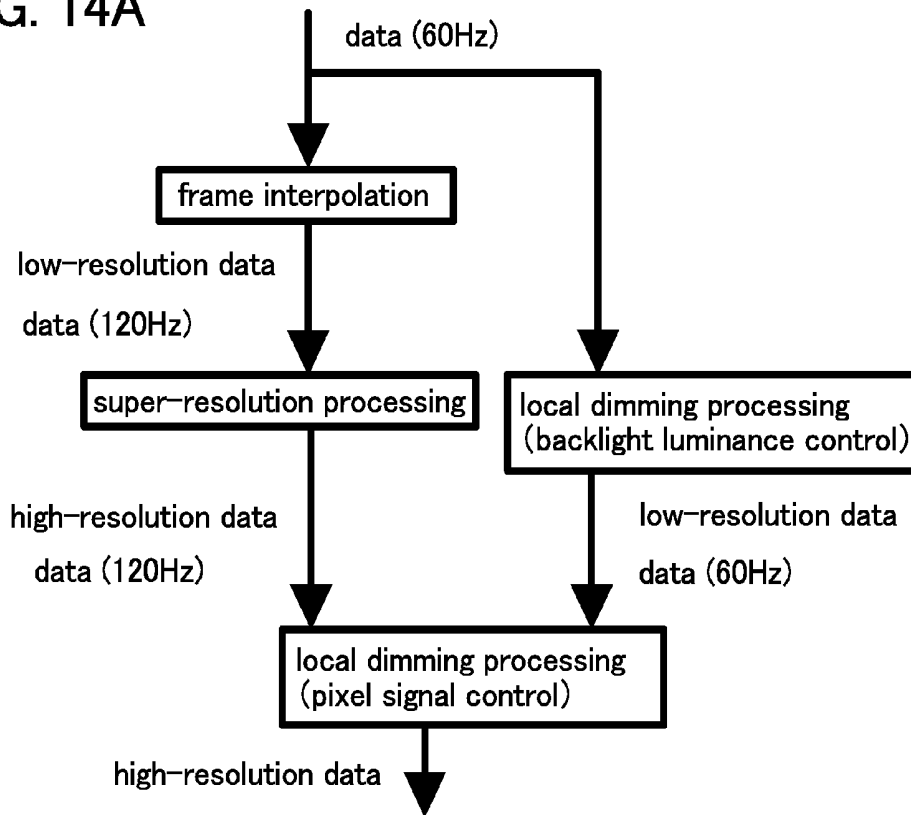 G. 14A
data (60Hz)
frame interpolation
low-resolution data
data (120Hz)
super-resolution processing
local dimming processing
(backlight luminance control)
high-resolution data
data (120Hz)
low-resolution data
data (60Hz)
local dimming processing
(pixel signal control)
high-resolution data